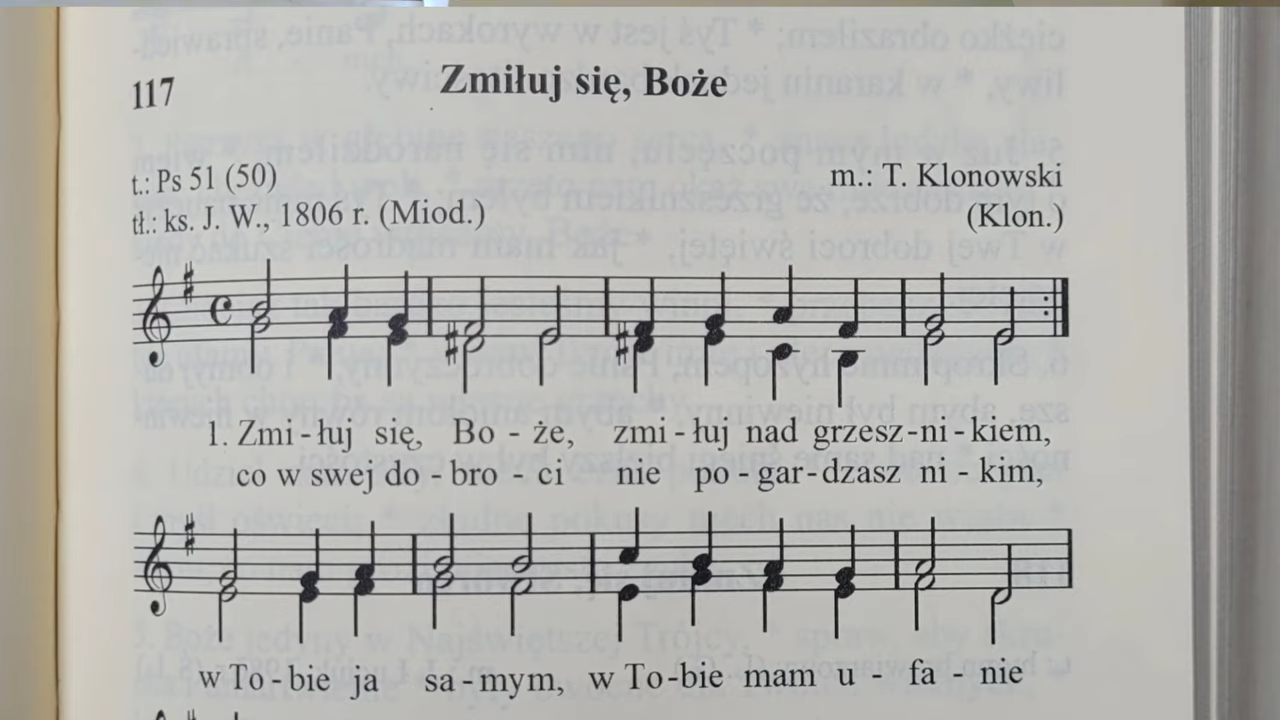 117
Zmiłuj się, Boże
t.: Ps 51 (50)
m.: T. Klonowski
tł.: ks. J. W., 1806 r. (Miod.)
(Klon.)
1. Zmi - łuj się, Bo - że, zmi - łuj nad grzesz - ni - kiem,
co w swej do - bro - ci nie po - gar - dzasz ni - kim,
w To - bie ja sa - mym, w To - bie mam u - fa - nie